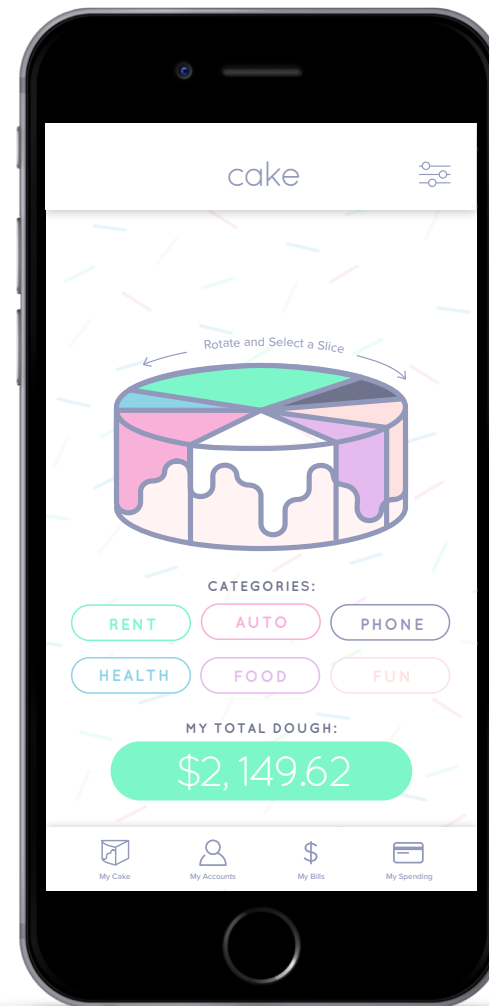 cake
Rotate and Select a Slice
CATEGORIES:
RENT AUTO PHONE
HEALTH FOOD FUN
MY TOTAL DOUGH:
$2, 149.62
My Cake My Accounts My Bills My Spending